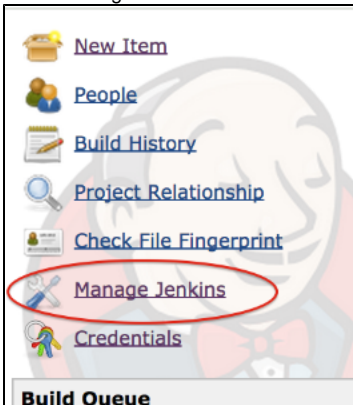 New Item
People
Build History
Project Relationship
Check File Fingerprint
Manage Jenkins
Credentials
Build Queue